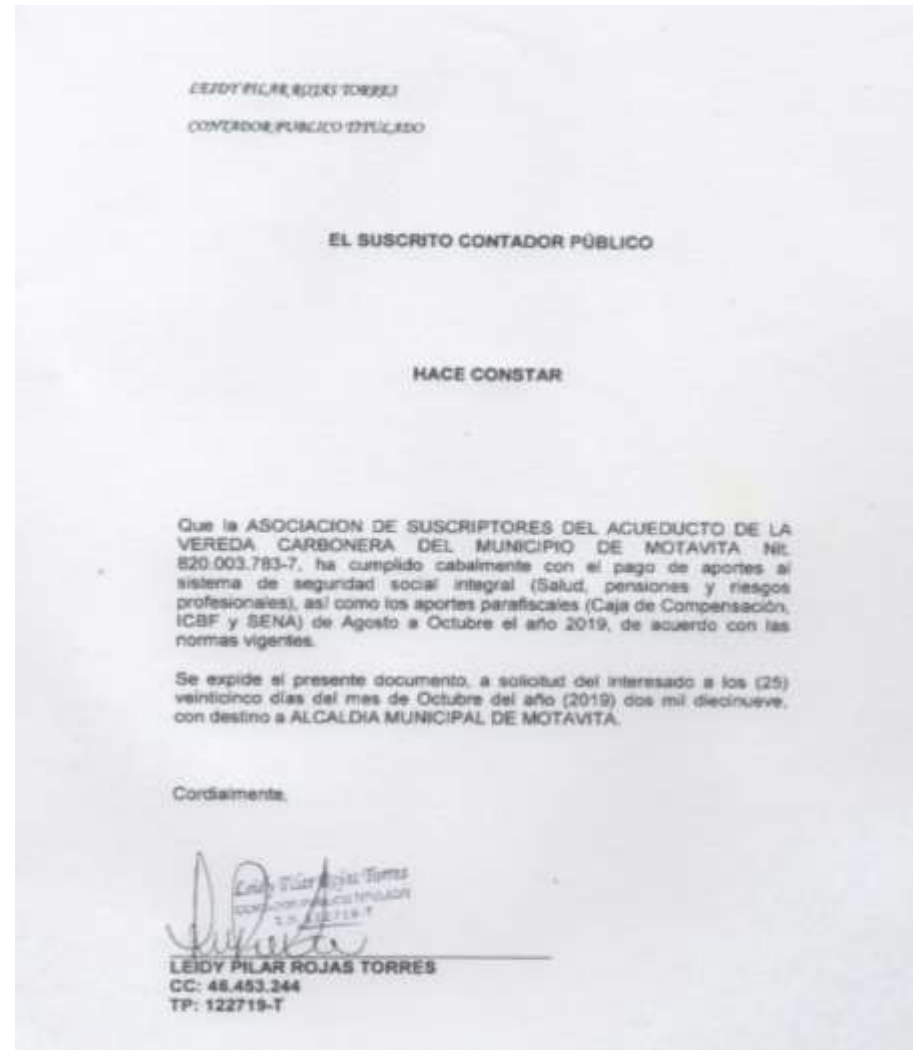 LEIDY PILAR ROJAS TORRES
CONTADOR PUBLICO TITULADO
EL SUSCRITO CONTADOR PÚBLICO
HACE CONSTAR
Que la ASOCIACION DE SUSCRIPTORES DEL ACUEDUCTO DE LA
VEREDA CARBONERA DEL MUNICIPIO DE MOTAVITA Nit.
820.003.783-7, ha cumplido cabalmente con el pago de aportes al
sistema de seguridad social integral (Salud, pensiones y riesgos
profesionales), así como los aportes parafiscales (Caja de Compensación,
ICBF y SENA) de Agosto a Octubre el año 2019, de acuerdo con las
normas vigentes.
Se expide el presente documento, a solicitud del interesado a los (25)
veinticinco días del mes de Octubre del año (2019) dos mil diecinueve,
con destino a ALCALDIA MUNICIPAL DE MOTAVITA.
Cordialmente,
Leidy Pilar Rojas Torres
CONTADOR PUBLICO TITULADO
T.P. 122719-T
LEIDY PILAR ROJAS TORRES
CC: 46.453.244
TP: 122719-T